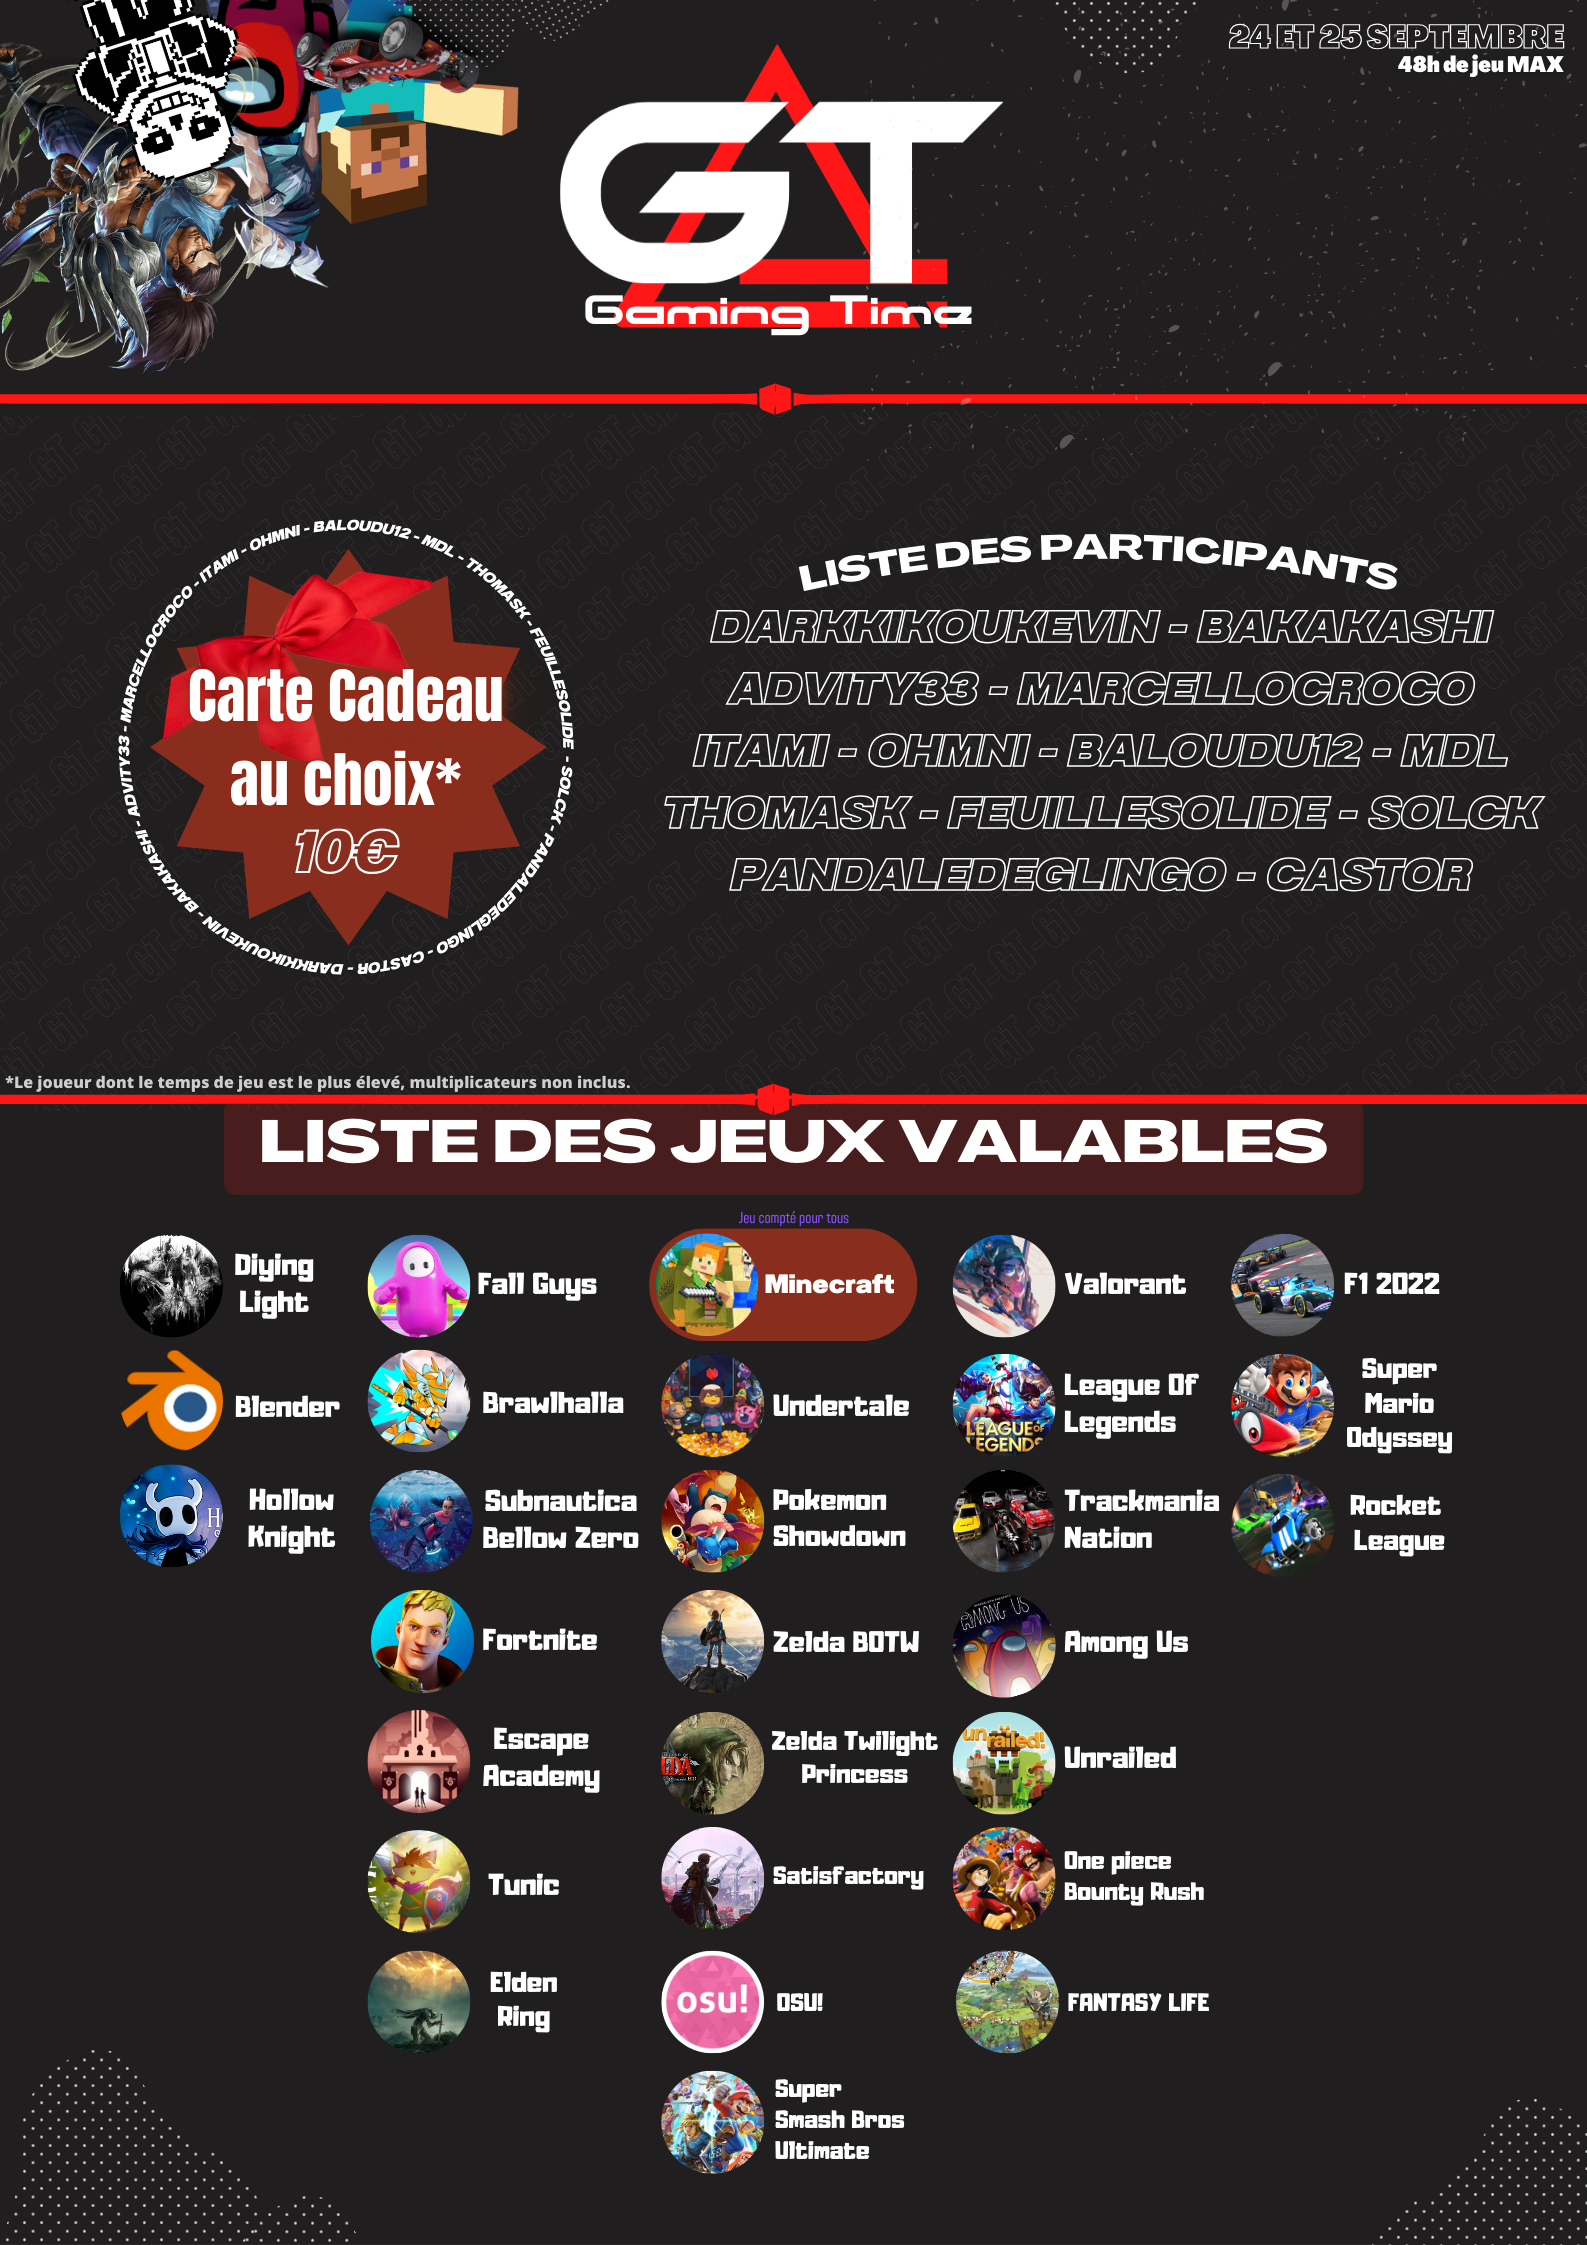 24 ET 25 SEPTEMBRE
48h de jeu MAX
GT
Gaming Time
DARKKIKOUKEVIN - BAKAKASHI - ADVITY33 - MARCELLOCROCO - ITAMI - OHMNI - BALOUDU12 - MDL - THOMASK - FEUILLESOLIDE - SOLCK - PANDALEDEGLINGO - CASTOR -
Carte Cadeau
au choix*
10€
LISTE DES PARTICIPANTS
DARKKIKOUKEVIN - BAKAKASHI
ADVITY33 - MARCELLOCROCO
ITAMI - OHMNI - BALOUDU12 - MDL
THOMASK - FEUILLESOLIDE - SOLCK
PANDALEDEGLINGO - CASTOR
*Le joueur dont le temps de jeu est le plus élevé, multiplicateurs non inclus.
LISTE DES JEUX VALABLES
Jeu compté pour tous
Diying
Light
Fall Guys
Minecraft
Valorant
F1 2022
Blender
Brawlhalla
Undertale
LEAGUE OF
LEGENDS
League Of
Legends
Super
Mario
Odyssey
Hollow
Knight
Subnautica
Bellow Zero
Pokemon
Showdown
Trackmania
Nation
Rocket
League
Fortnite
Zelda BOTW
AMONG US
Among Us
Escape
Academy
Zelda Twilight
Princess
unrailed!
Unrailed
Tunic
Satisfactory
One piece
Bounty Rush
Elden
Ring
osu!
OSU!
FANTASY LIFE
Super
Smash Bros
Ultimate